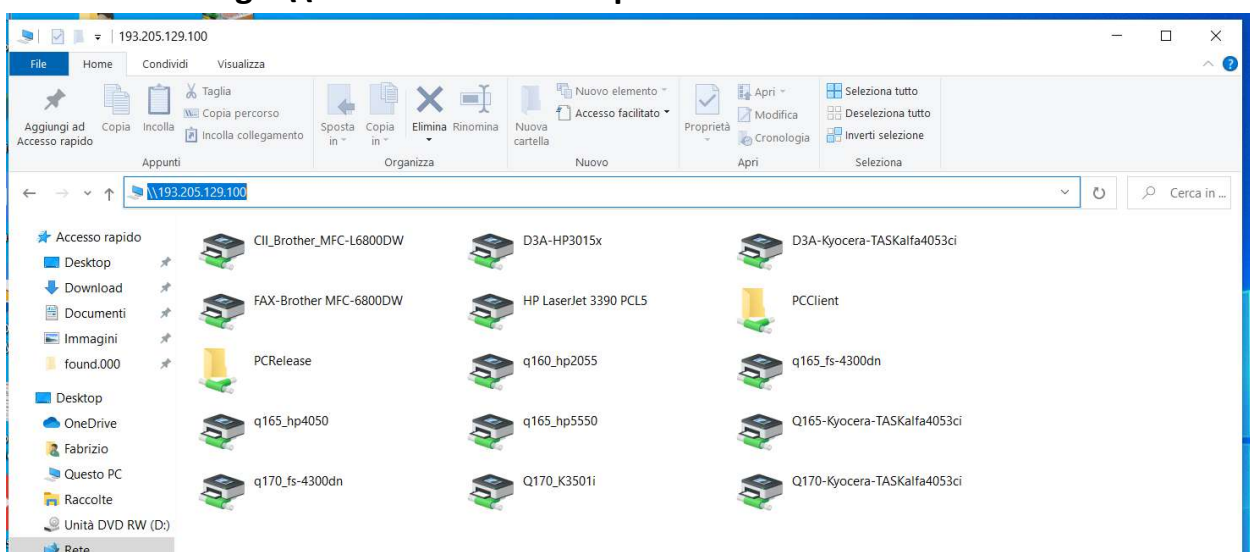 193.205.129.100
File Home Condividi Visualizza
Aggiungi ad
Accesso rapido
Copia
Incolla
Taglia
Copia percorso
Incolla collegamento
Appunti
Sposta
in
Copia
in
Elimina
Rinomina
Organizza
Nuova
cartella
Nuovo elemento
Accesso facilitato
Nuovo
Proprietà
Apri
Modifica
Cronologia
Apri
Seleziona tutto
Deseleziona tutto
Inverti selezione
Seleziona
\\193.205.129.100
Cerca in ...
Accesso rapido
Desktop
Download
Documenti
Immagini
found.000
Desktop
OneDrive
Fabrizio
Questo PC
Raccolte
Unità DVD RW (D:)
Rete
CII_Brother_MFC-L6800DW
D3A-HP3015x
D3A-Kyocera-TASKalfa4053ci
FAX-Brother MFC-6800DW
HP LaserJet 3390 PCL5
PCClient
PCRelease
q160_hp2055
q165_fs-4300dn
q165_hp4050
q165_hp5550
Q165-Kyocera-TASKalfa4053ci
q170_fs-4300dn
Q170_K3501i
Q170-Kyocera-TASKalfa4053ci